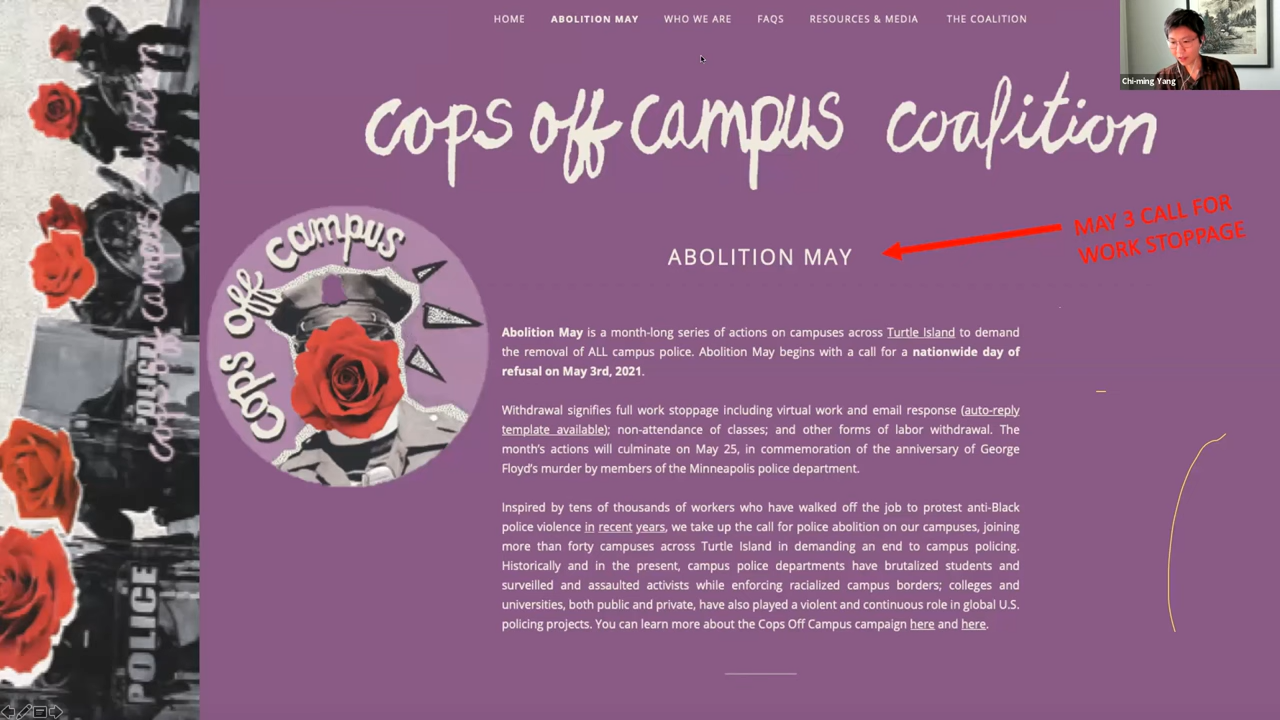 HOME
ABOLITION MAY
WHO WE ARE
FAQS
RESOURCES & MEDIA
THE COALITION
Chi-ming Yang
cops off campus coalition
cops off campus coalition
cops off campus
MAY 3 CALL FOR
WORK STOPPAGE
ABOLITION MAY
Abolition May is a month-long series of actions on campuses across Turtle Island to demand
the removal of ALL campus police. Abolition May begins with a call for a nationwide day of
refusal on May 3rd, 2021.
Withdrawal signifies full work stoppage including virtual work and email response (auto-reply
template available); non-attendance of classes; and other forms of labor withdrawal. The
month's actions will culminate on May 25, in commemoration of the anniversary of George
Floyd's murder by members of the Minneapolis police department.
Inspired by tens of thousands of workers who have walked off the job to protest anti-Black
police violence in recent years, we take up the call for police abolition on our campuses, joining
more than forty campuses across Turtle Island in demanding an end to campus policing.
Historically and in the present, campus police departments have brutalized students and
surveilled and assaulted activists while enforcing racialized campus borders; colleges and
universities, both public and private, have also played a violent and continuous role in global U.S.
policing projects. You can learn more about the Cops Off Campus campaign here and here.
POLICE